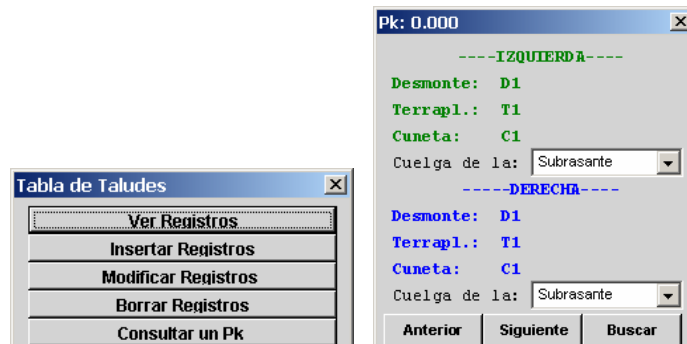 Tabla de Taludes
Ver Registros
Insertar Registros
Modificar Registros
Borrar Registros
Consultar un Pk
Pk: 0.000
----IZQUIERDA----
Desmonte: D1
Terrapl.: T1
Cuneta: C1
Cuelga de la: Subrasante
-----DERECHA----
Desmonte: D1
Terrapl.: T1
Cuneta: C1
Cuelga de la: Subrasante
Anterior Siguiente Buscar